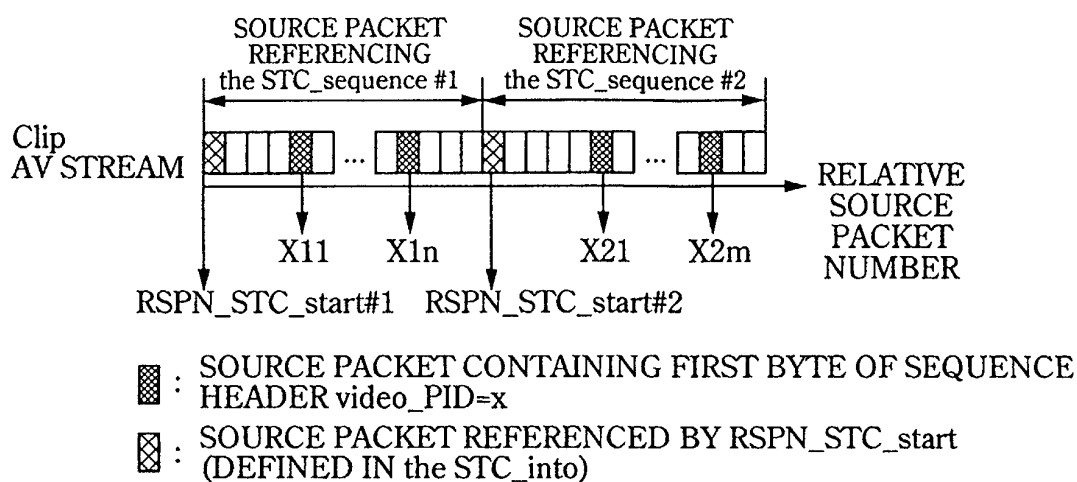 SOURCE PACKET
REFERENCING
the STC_sequence #1
SOURCE PACKET
REFERENCING
the STC_sequence #2
Clip
AV STREAM
...
...
RELATIVE
SOURCE
PACKET
NUMBER
X11
X1n
X21
X2m
RSPN_STC_start#1
RSPN_STC_start#2
: SOURCE PACKET CONTAINING FIRST BYTE OF SEQUENCE
HEADER video_PID=x
: SOURCE PACKET REFERENCED BY RSPN_STC_start
(DEFINED IN the STC_into)